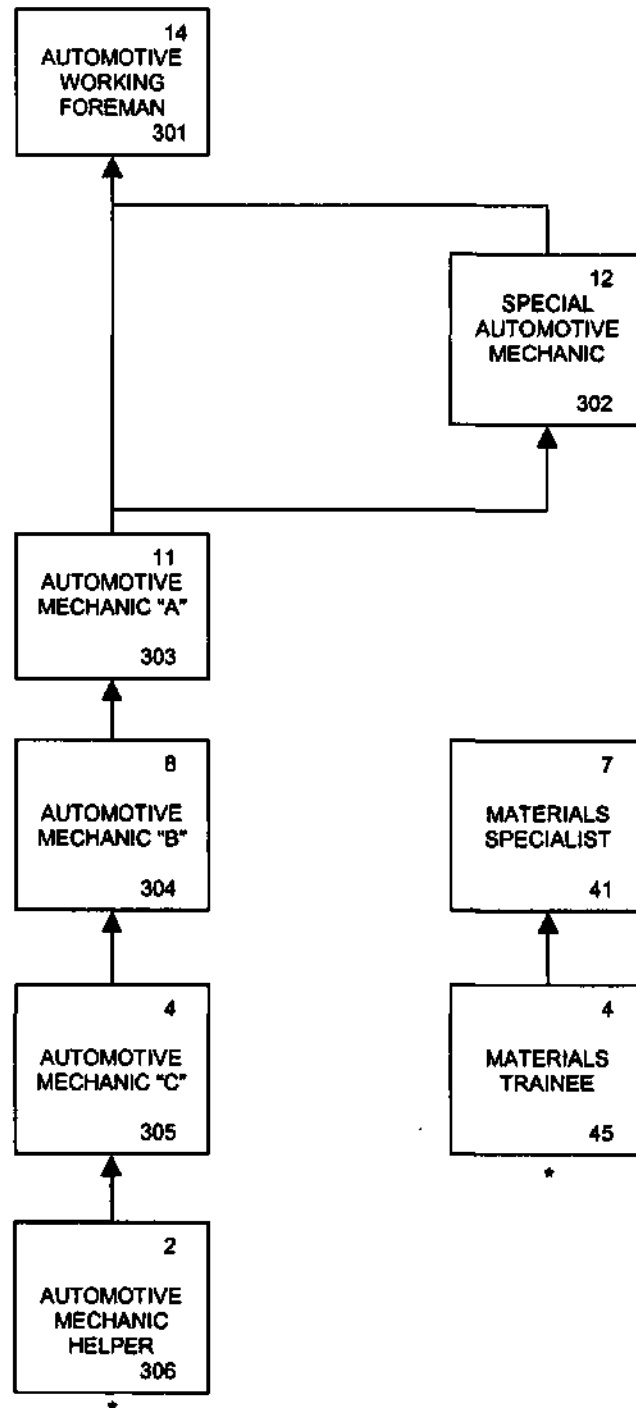 14
AUTOMOTIVE
WORKING
FOREMAN
301
12
SPECIAL
AUTOMOTIVE
MECHANIC
302
11
AUTOMOTIVE
MECHANIC "A"
303
8
AUTOMOTIVE
MECHANIC "B"
304
7
MATERIALS
SPECIALIST
41
4
AUTOMOTIVE
MECHANIC "C"
305
4
MATERIALS
TRAINEE
45
*
2
AUTOMOTIVE
MECHANIC
HELPER
306
*